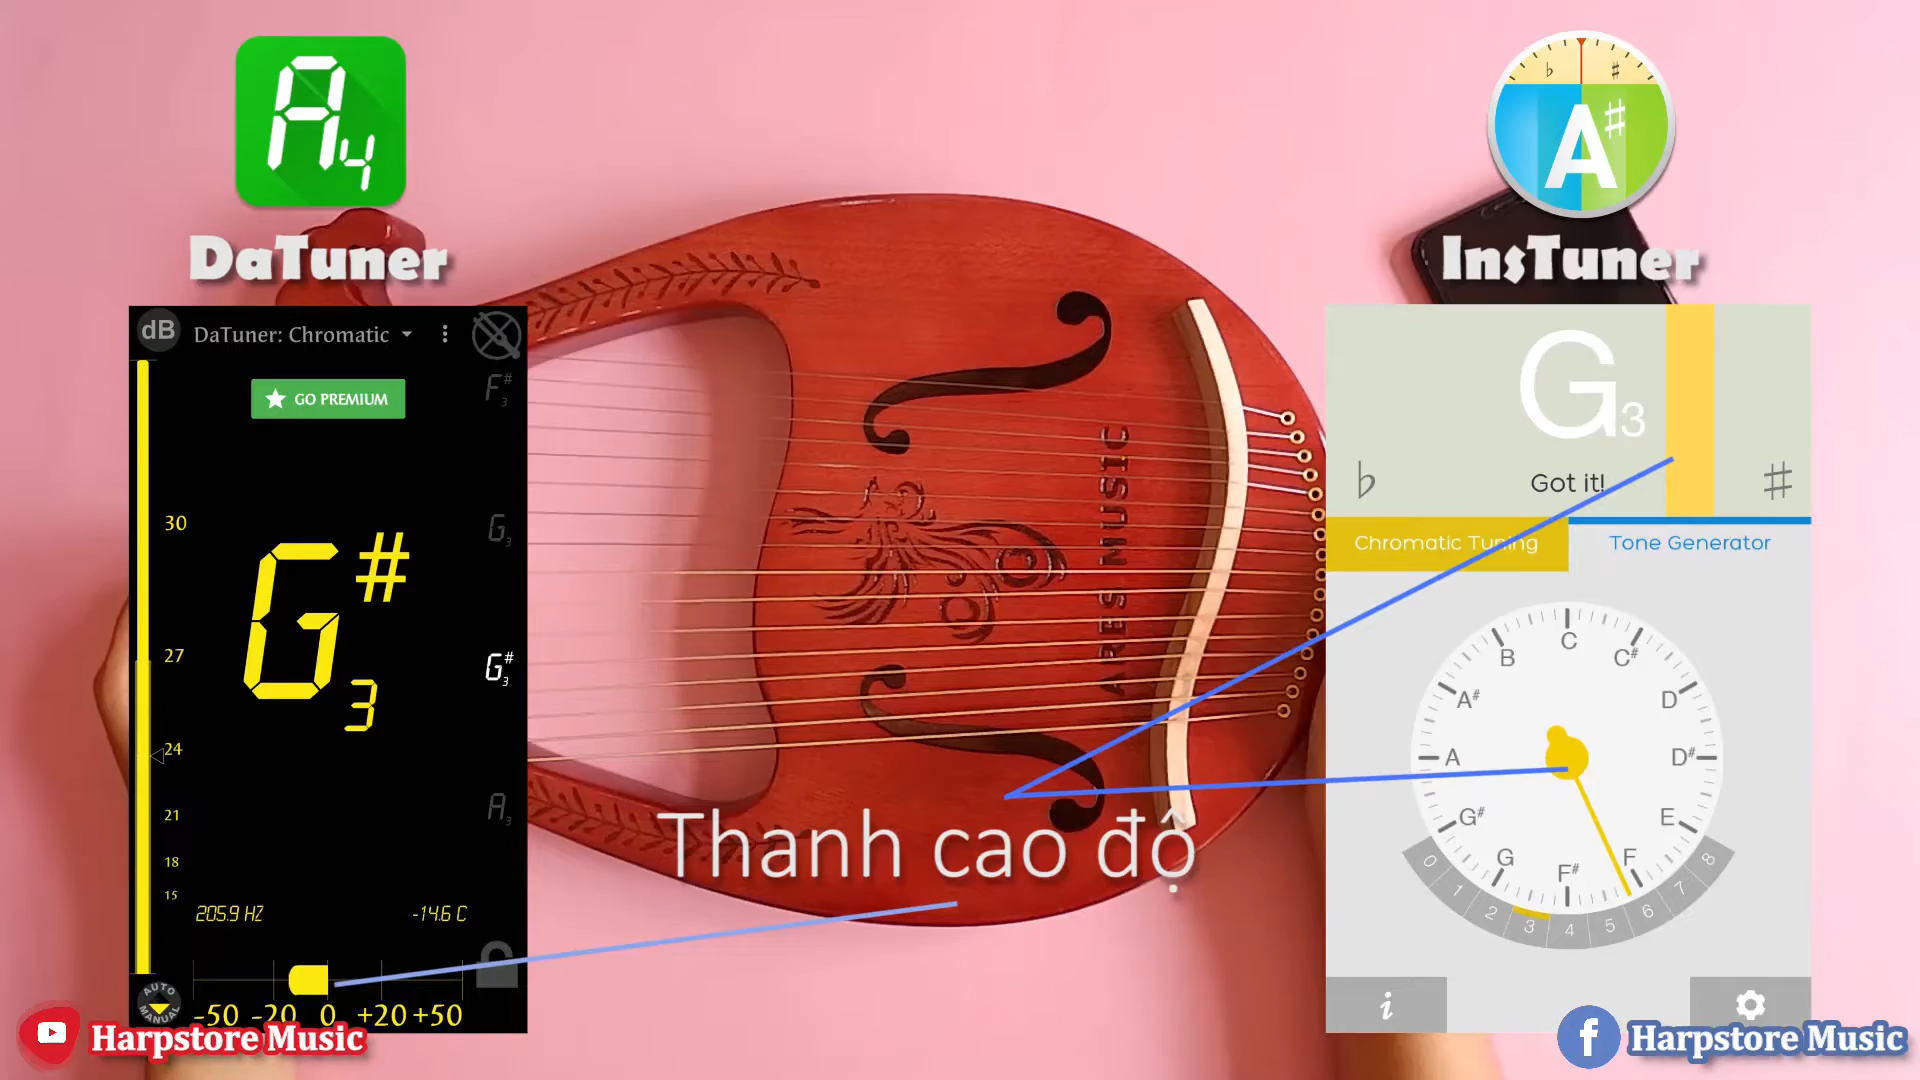 A4
DaTuner
dB
DaTuner: Chromatic
GO PREMIUM
F#3
G3
G#3
A3
30
27
24
21
18
15
G#3
205.9 HZ
-14.6 C
AUTO
MANUAL
-50 -20 0 +20 +50
Harpstore Music
ARES MUSIC
Thanh cao độ
♭ ♯
A♯
InsTuner
G3
♭
Got it!
♯
Chromatic Tuning
Tone Generator
C
C#
D
D#
E
F
F#
G
G#
A
A#
B
0 1 2 3 4 5 6 7 8
i
f Harpstore Music